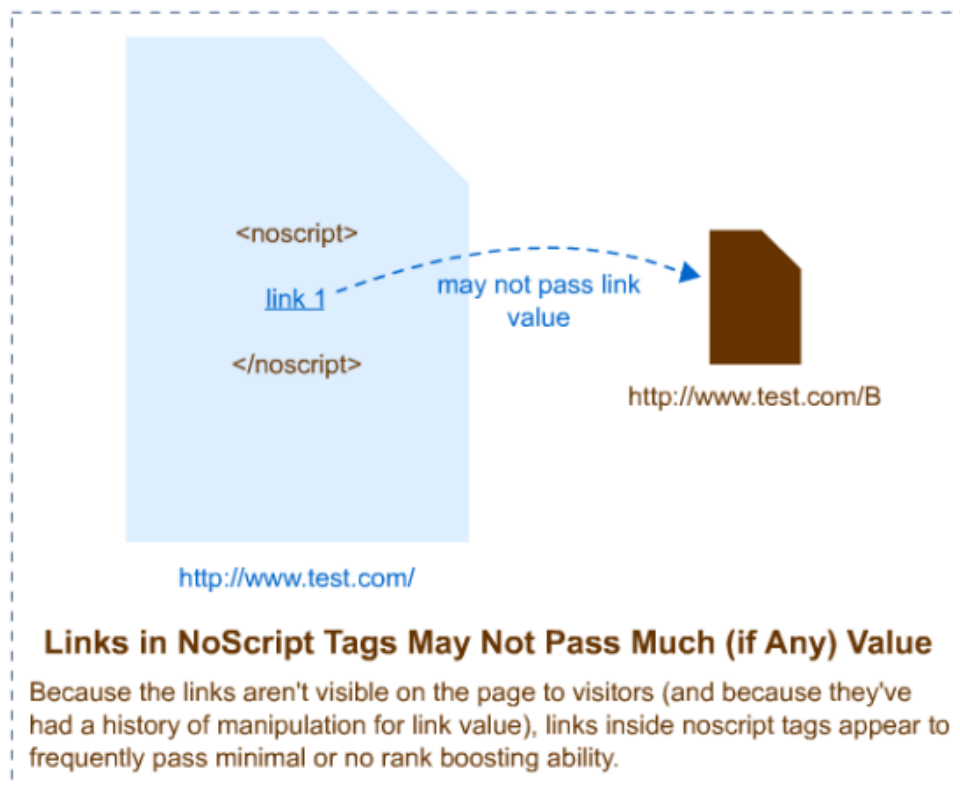 <noscript>
link 1
may not pass link
value
</noscript>
http://www.test.com/B
http://www.test.com/
Links in NoScript Tags May Not Pass Much (if Any) Value
Because the links aren't visible on the page to visitors (and because they've
had a history of manipulation for link value), links inside noscript tags appear to
frequently pass minimal or no rank boosting ability.